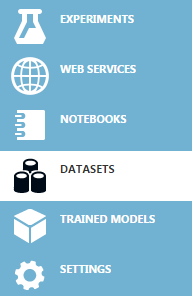 EXPERIMENTS
WEB SERVICES
NOTEBOOKS
DATASETS
TRAINED MODELS
SETTINGS